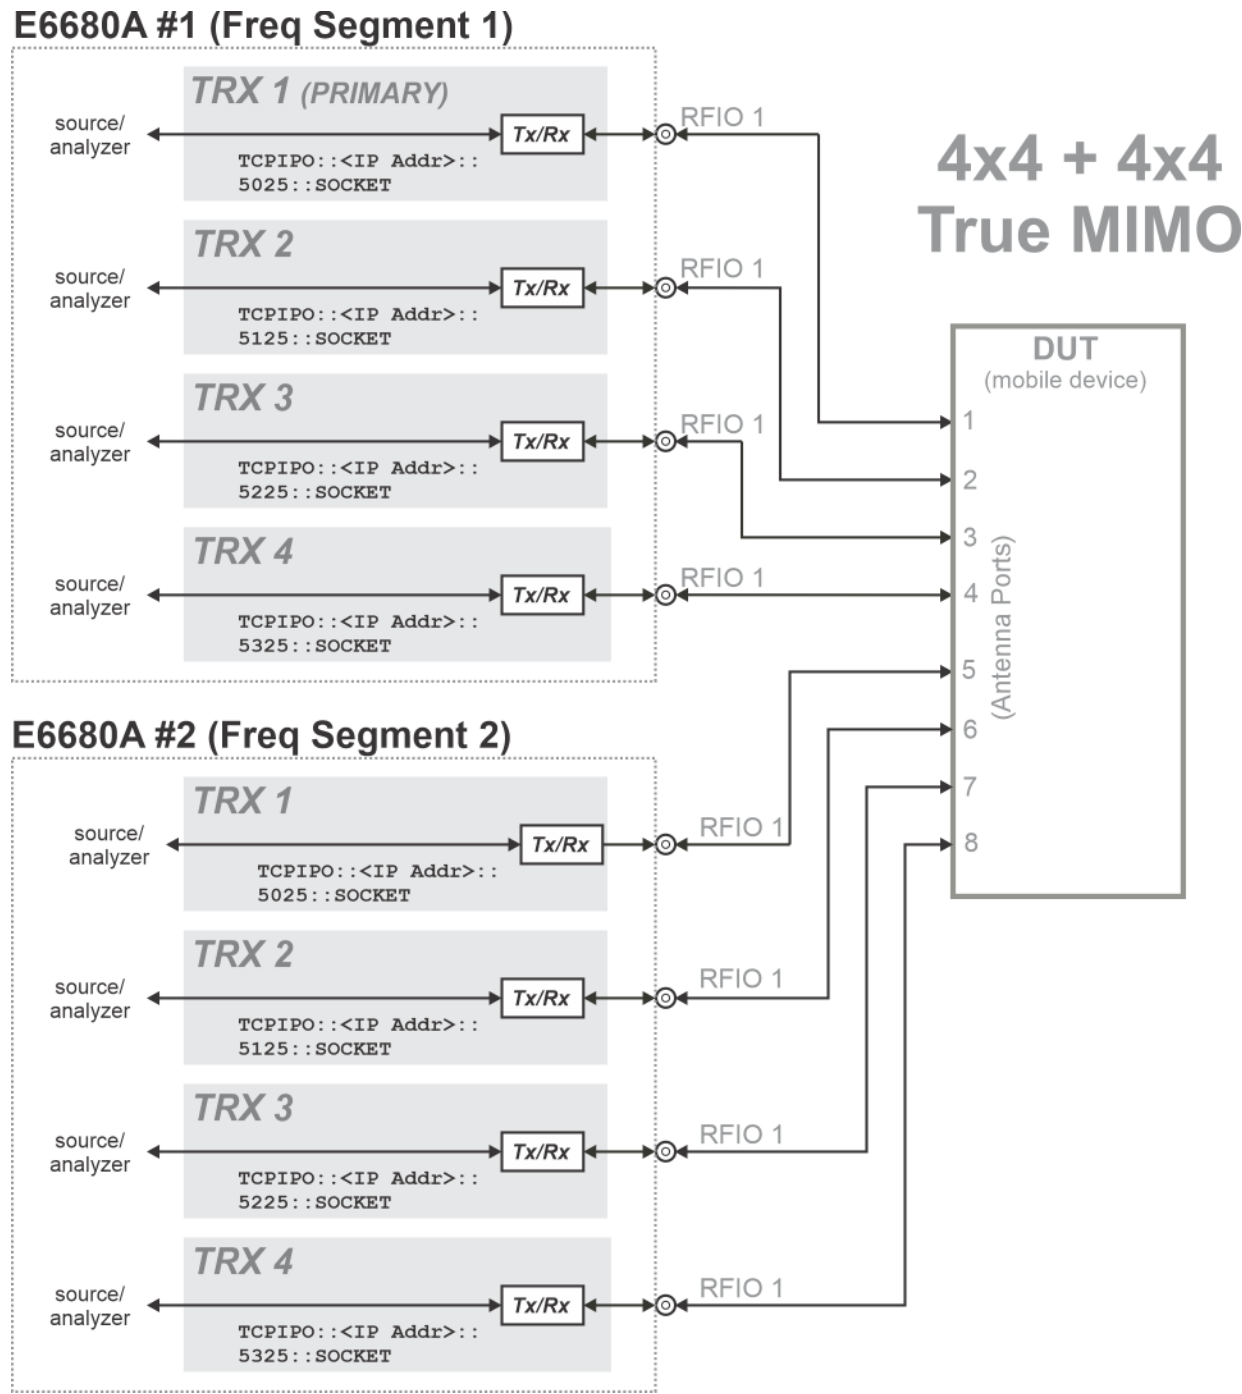 E6680A #1 (Freq Segment 1)
TRX 1 (PRIMARY)
source/
analyzer
Tx/Rx
TCPIPO::<IP Addr>::
5025::SOCKET
RFIO 1
TRX 2
source/
analyzer
Tx/Rx
TCPIPO::<IP Addr>::
5125::SOCKET
RFIO 1
TRX 3
source/
analyzer
Tx/Rx
TCPIPO::<IP Addr>::
5225::SOCKET
RFIO 1
TRX 4
source/
analyzer
Tx/Rx
TCPIPO::<IP Addr>::
5325::SOCKET
RFIO 1
E6680A #2 (Freq Segment 2)
TRX 1
source/
analyzer
Tx/Rx
TCPIPO::<IP Addr>::
5025::SOCKET
RFIO 1
TRX 2
source/
analyzer
Tx/Rx
TCPIPO::<IP Addr>::
5125::SOCKET
RFIO 1
TRX 3
source/
analyzer
Tx/Rx
TCPIPO::<IP Addr>::
5225::SOCKET
RFIO 1
TRX 4
source/
analyzer
Tx/Rx
TCPIPO::<IP Addr>::
5325::SOCKET
RFIO 1
4x4 + 4x4
True MIMO
DUT
(mobile device)
1
2
3
4
5
6
7
8
(Antenna Ports)